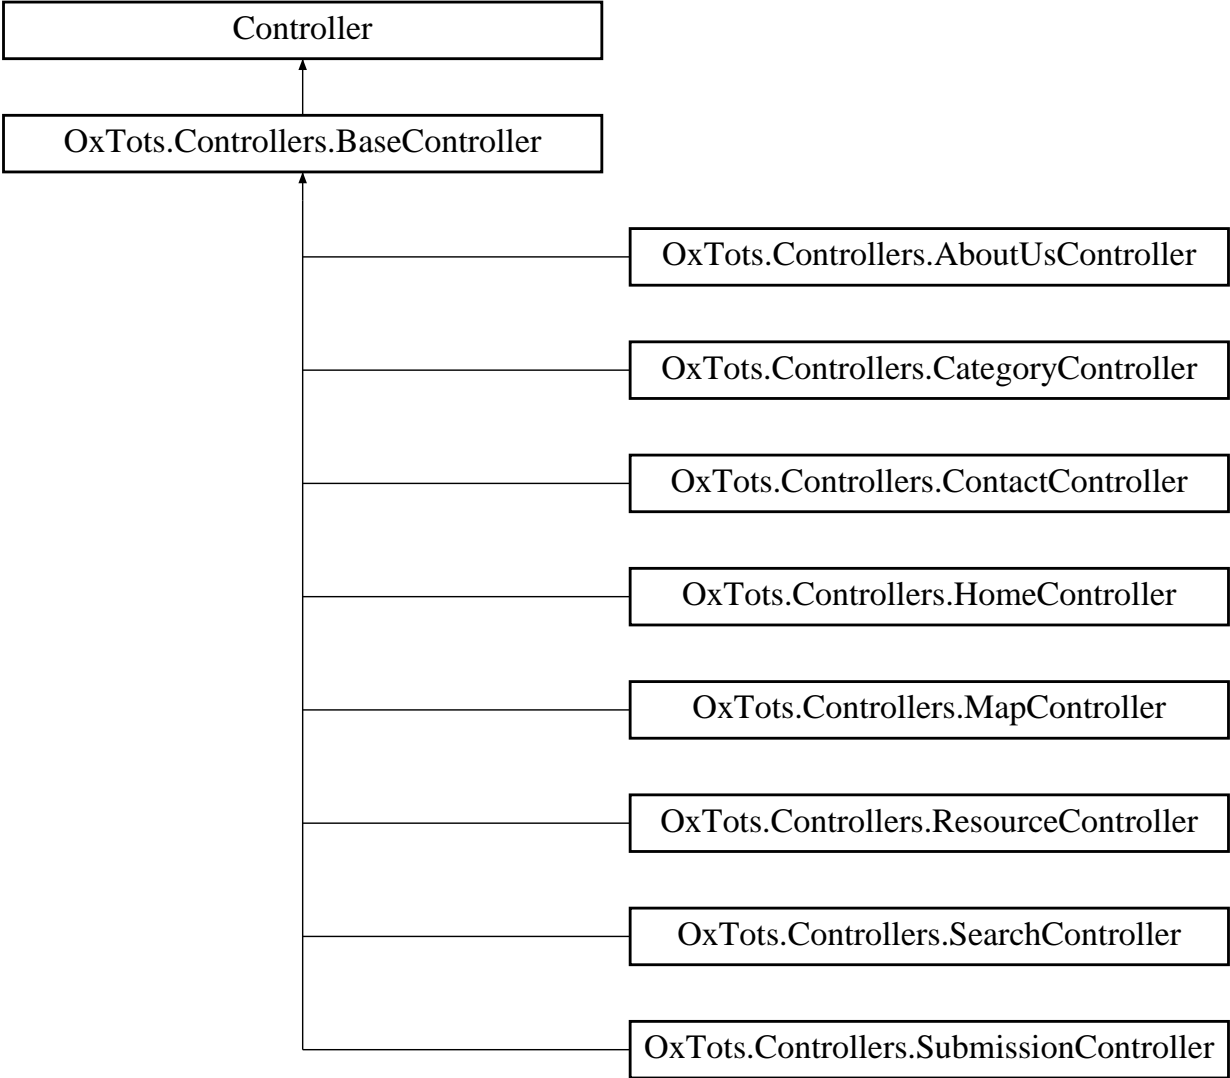 Controller
OxTots.Controllers.BaseController
OxTots.Controllers.AboutUsController
OxTots.Controllers.CategoryController
OxTots.Controllers.ContactController
OxTots.Controllers.HomeController
OxTots.Controllers.MapController
OxTots.Controllers.ResourceController
OxTots.Controllers.SearchController
OxTots.Controllers.SubmissionController